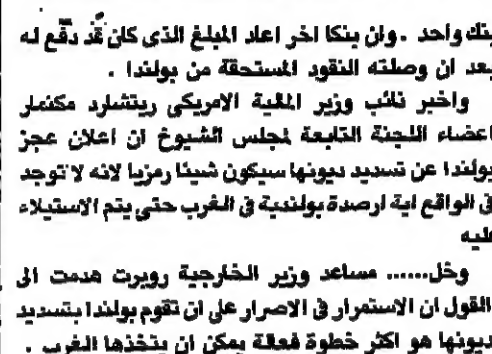 بنك واحد . وان بنكا اخر اعاد المبلغ الذى كان قد دفع له
بعد ان وصلته النقود المستحقة من بولندا .
واخبر نائب وزير المالية الامريكى ريتشارد مكنمار
اعضاء اللجنة التابعة لمجلس الشيوخ ان اعلان عجز
بولندا عن تسديد ديونها سيكون شيئا رمزيا لانه لا توجد
فى الواقع اية ارصدة بولندية فى الغرب حتى يتم الاستيلاء
عليه
وخل...... مساعد وزير الخارجية روبرت هدمت الى
القول ان الاستمرار فى الاصرار على ان تقوم بولندا بتسديد
ديونها هو اكثر خطوة فعالة يمكن ان يتخذها الغرب .